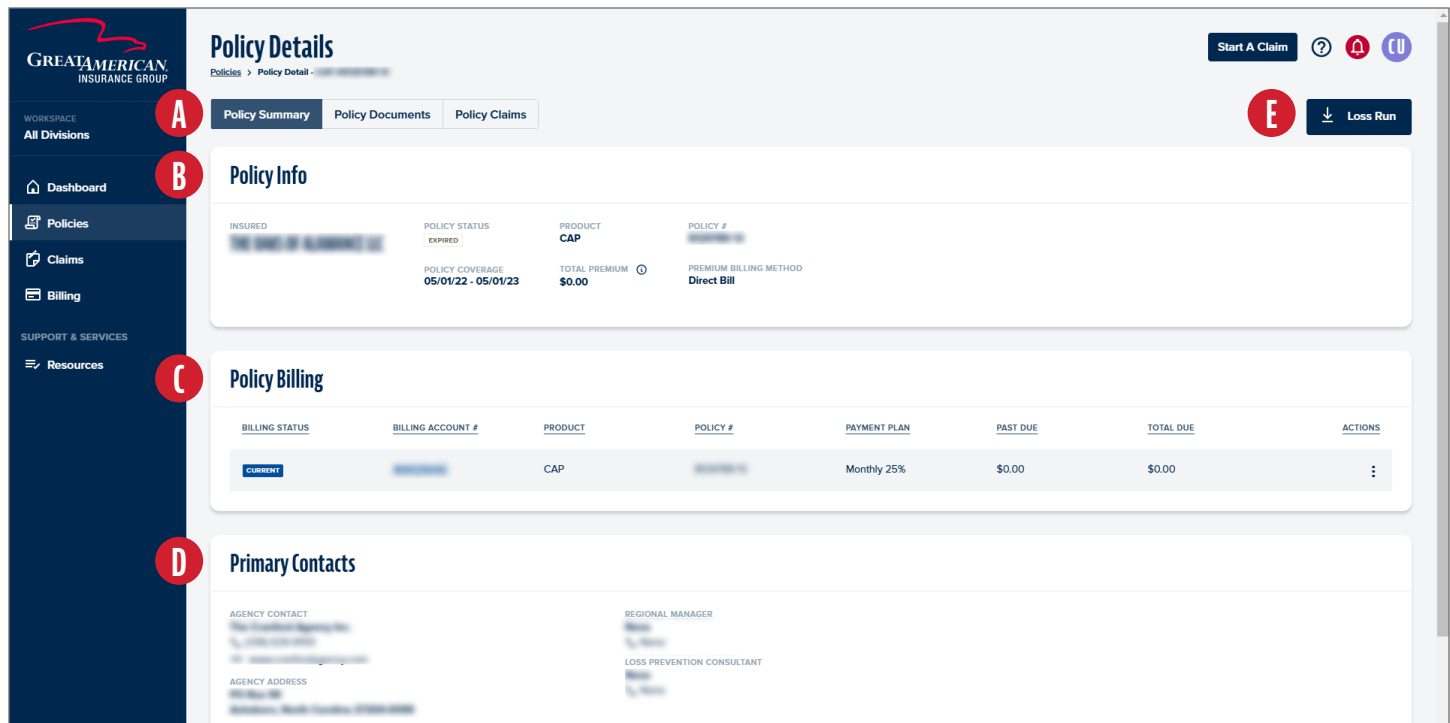 GREATAMERICAN
INSURANCE GROUP
WORKSPACE
All Divisions
Dashboard
Policies
Claims
Billing
SUPPORT & SERVICES
Resources
Policy Details
Policies > Policy Detail -
Start A Claim
?
CU
A
Policy Summary
Policy Documents
Policy Claims
E
Loss Run
B
Policy Info
INSURED
POLICY STATUS
EXPIRED
PRODUCT
CAP
POLICY #
POLICY COVERAGE
05/01/22 - 05/01/23
TOTAL PREMIUM
$0.00
PREMIUM BILLING METHOD
Direct Bill
C
Policy Billing
BILLING STATUS BILLING ACCOUNT # PRODUCT POLICY # PAYMENT PLAN PAST DUE TOTAL DUE ACTIONS
CURRENT CAP Monthly 25% $0.00 $0.00
D
Primary Contacts
AGENCY CONTACT
AGENCY ADDRESS
REGIONAL MANAGER
LOSS PREVENTION CONSULTANT